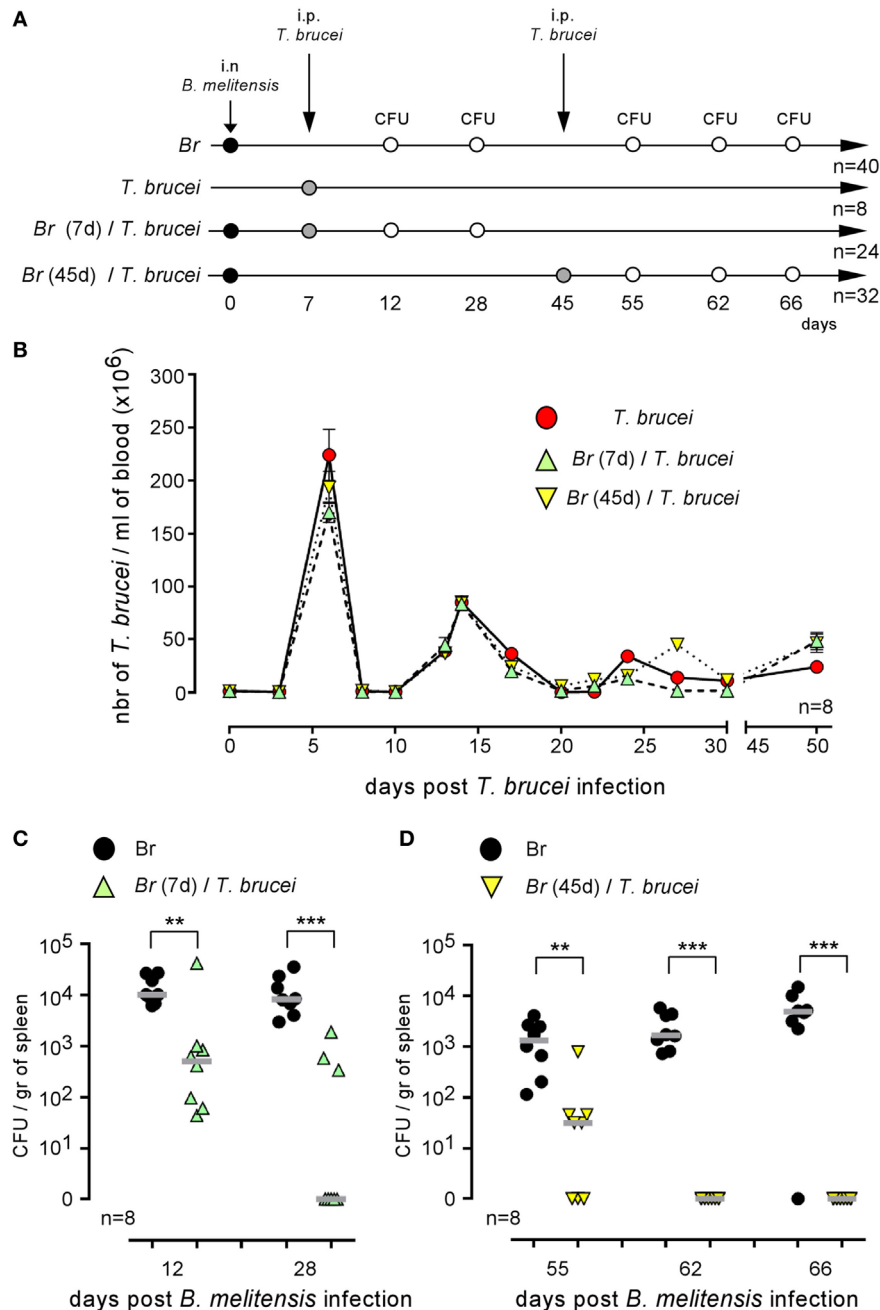 A
i.p.
T. brucei
i.p.
T. brucei
i.n
B. melitensis
CFU CFU CFU CFU CFU
Br
n=40
T. brucei
n=8
Br (7d) / T. brucei
n=24
Br (45d) / T. brucei
n=32
0 7 12 28 45 55 62 66
days
B
nbr of T. brucei / ml of blood (x10⁶)
300
250
200
150
100
50
0
T. brucei
Br (7d) / T. brucei
Br (45d) / T. brucei
n=8
0 5 10 15 20 25 30 45 50
days post T. brucei infection
C
Br
Br (7d) / T. brucei
** ***
CFU / gr of spleen
10⁵
10⁴
10³
10²
10¹
0
n=8
12 28
days post B. melitensis infection
D
Br
Br (45d) / T. brucei
** *** ***
CFU / gr of spleen
10⁵
10⁴
10³
10²
10¹
0
n=8
55 62 66
days post B. melitensis infection